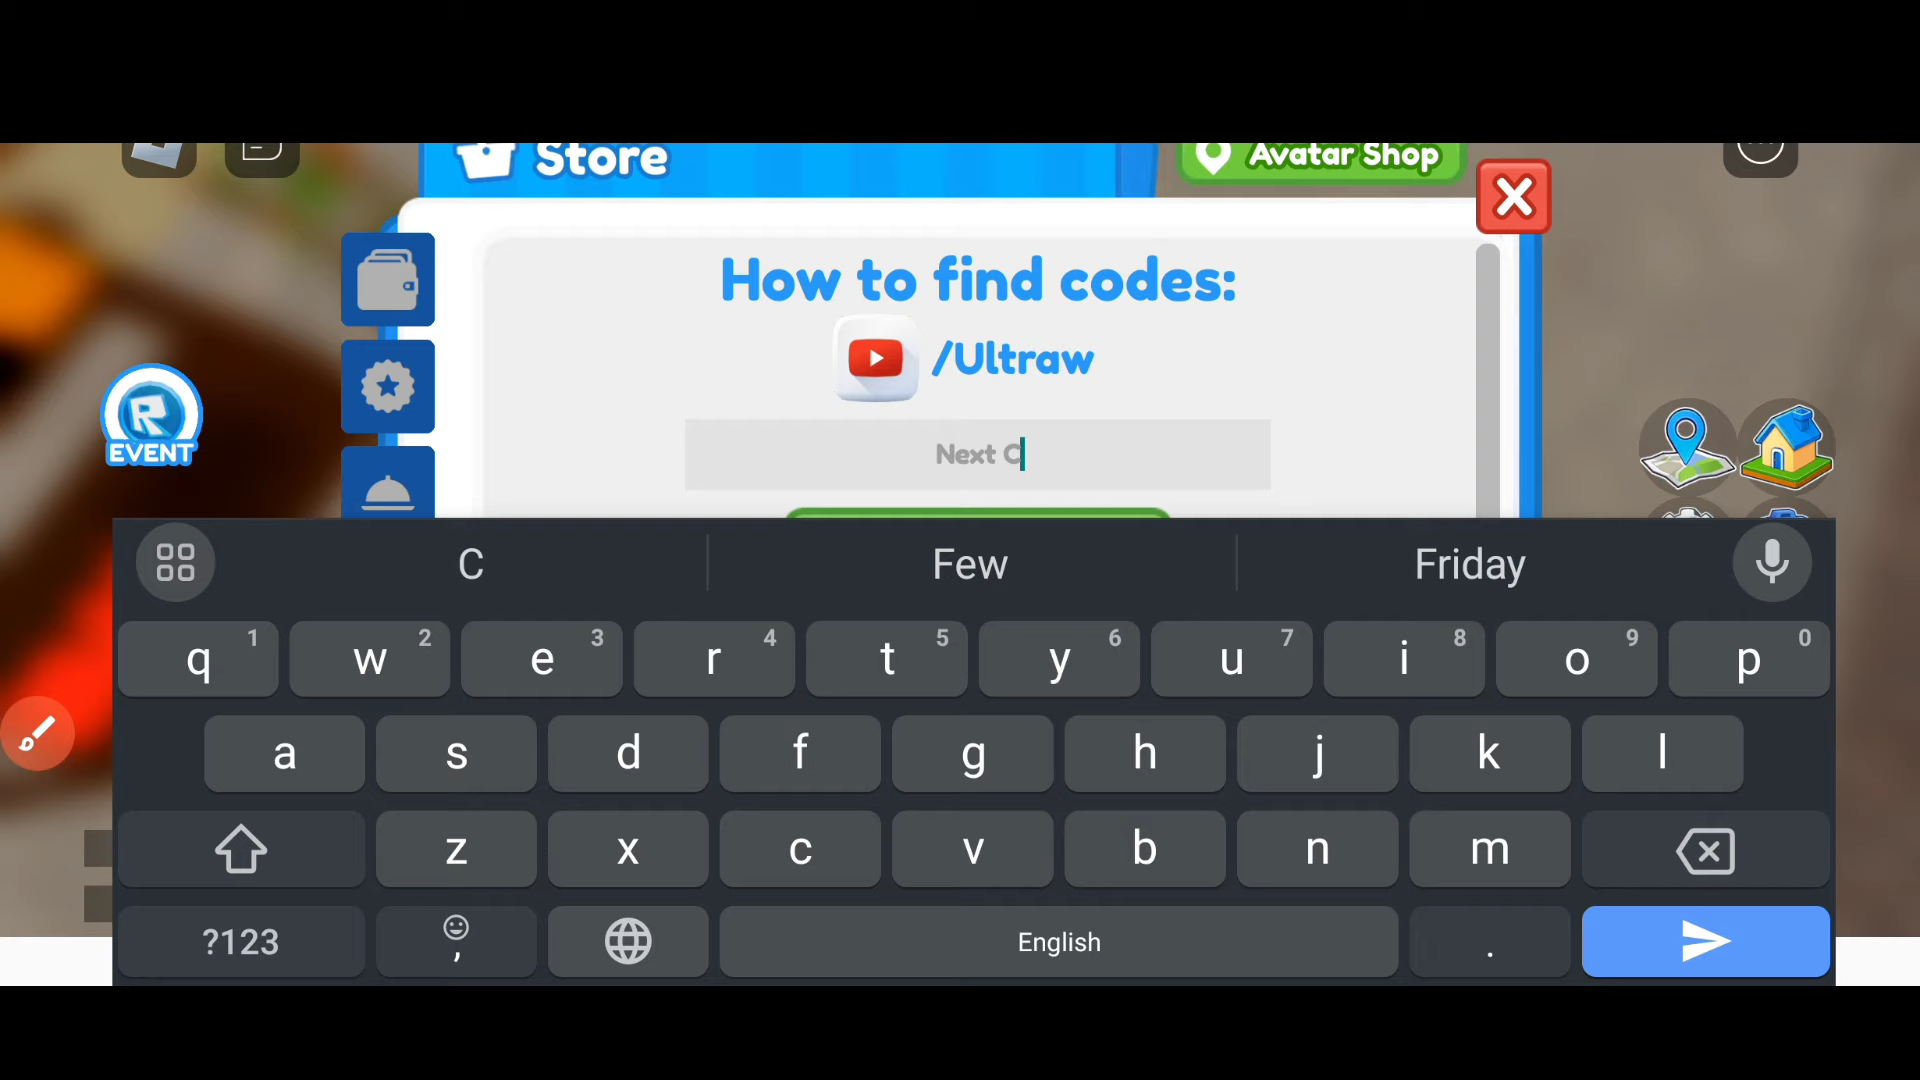 Store
Avatar Shop
How to find codes:
/Ultraw
EVENT
Next C
C Few Friday
q 1 w 2 e 3 r 4 t 5 y 6 u 7 i 8 o 9 p 0
a s d f g h j k l
z x c v b n m
?123 , English .